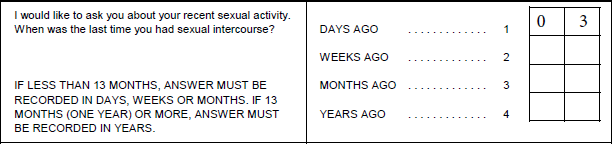 I would like to ask you about your recent sexual activity.
When was the last time you had sexual intercourse?
IF LESS THAN 13 MONTHS, ANSWER MUST BE
RECORDED IN DAYS, WEEKS OR MONTHS. IF 13
MONTHS (ONE YEAR) OR MORE, ANSWER MUST
BE RECORDED IN YEARS.
DAYS AGO . . . . . . . . . . . . . 1 0 3
WEEKS AGO . . . . . . . . . . . . . 2
MONTHS AGO . . . . . . . . . . . . . 3
YEARS AGO . . . . . . . . . . . . . 4